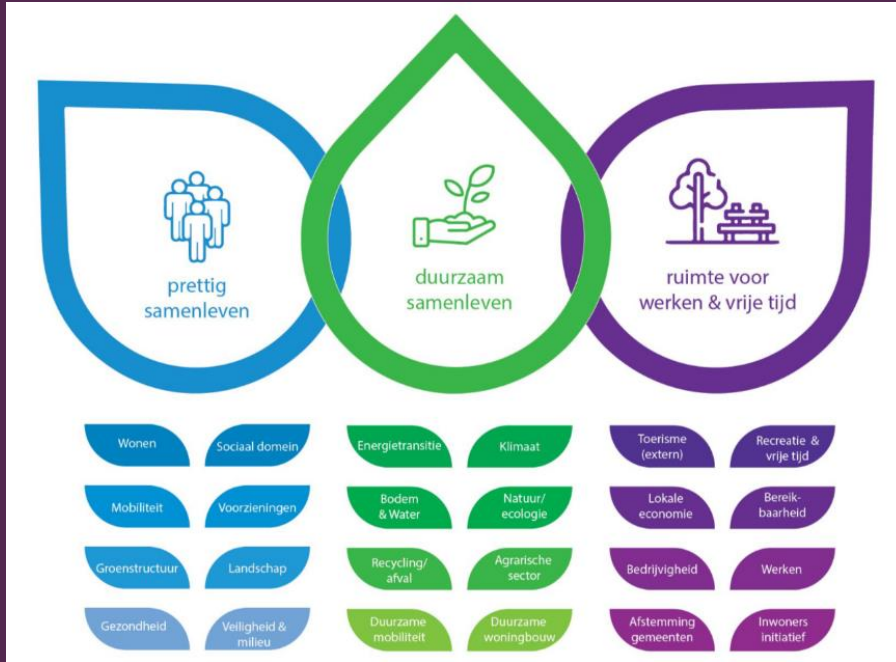 prettig
samenleven
duurzaam
samenleven
ruimte voor
werken & vrije tijd
Wonen
Sociaal domein
Mobiliteit
Voorzieningen
Groenstructuur
Landschap
Gezondheid
Veiligheid &
milieu
Energietransitie
Klimaat
Bodem
& Water
Natuur/
ecologie
Recycling/
afval
Agrarische
sector
Duurzame
mobiliteit
Duurzame
woningbouw
Toerisme
(extern)
Recreatie &
vrije tijd
Lokale
economie
Bereik-
baarheid
Bedrijvigheid
Werken
Afstemming
gemeenten
Inwoners
initiatief